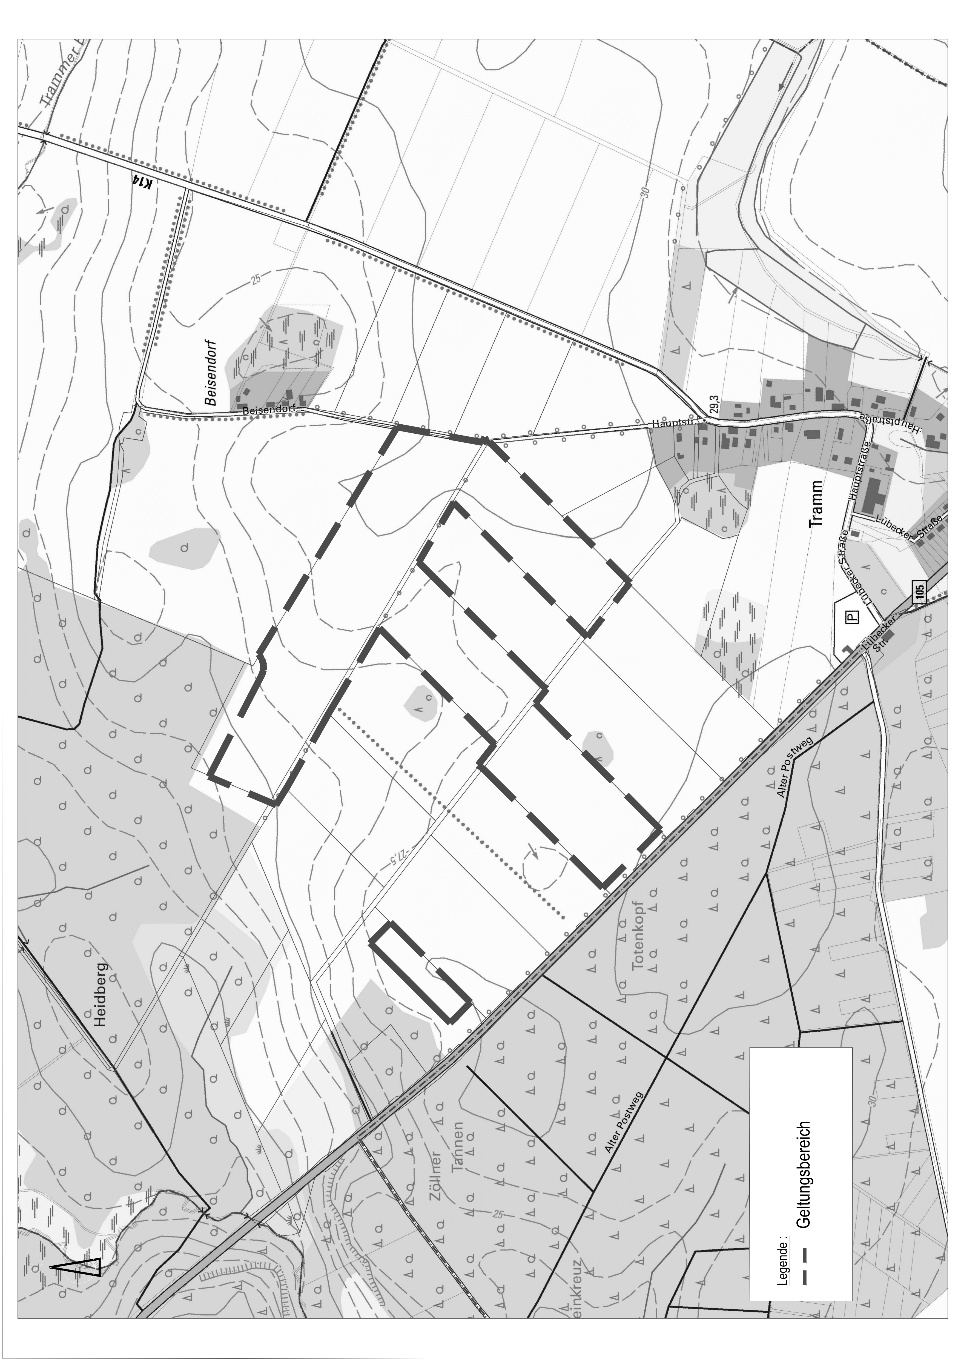 Trammer
K14
25
Beisendorf
Beisendorf
30
29,3
Hauptstr.
Hauptstraße
Hauptstraße
Tramm
Lübecker Straße
Lübecker Straße
105
P
Lübecker
Str.
Alter Postweg
27,5
Totenkopf
Heidberg
Alter Postweg
30
Zöllner
Tannen
25
einkreuz
Legende :
Geltungsbereich